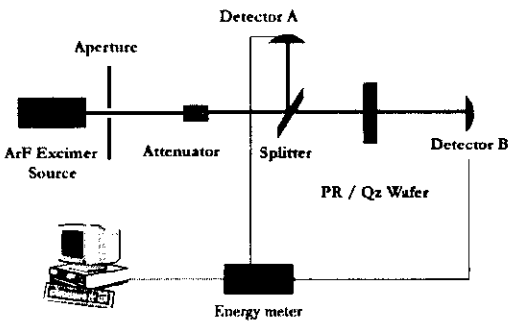 Detector A
Aperture
ArF Excimer
Source
Attenuator
Splitter
Detector B
PR / Qz Wafer
Energy meter